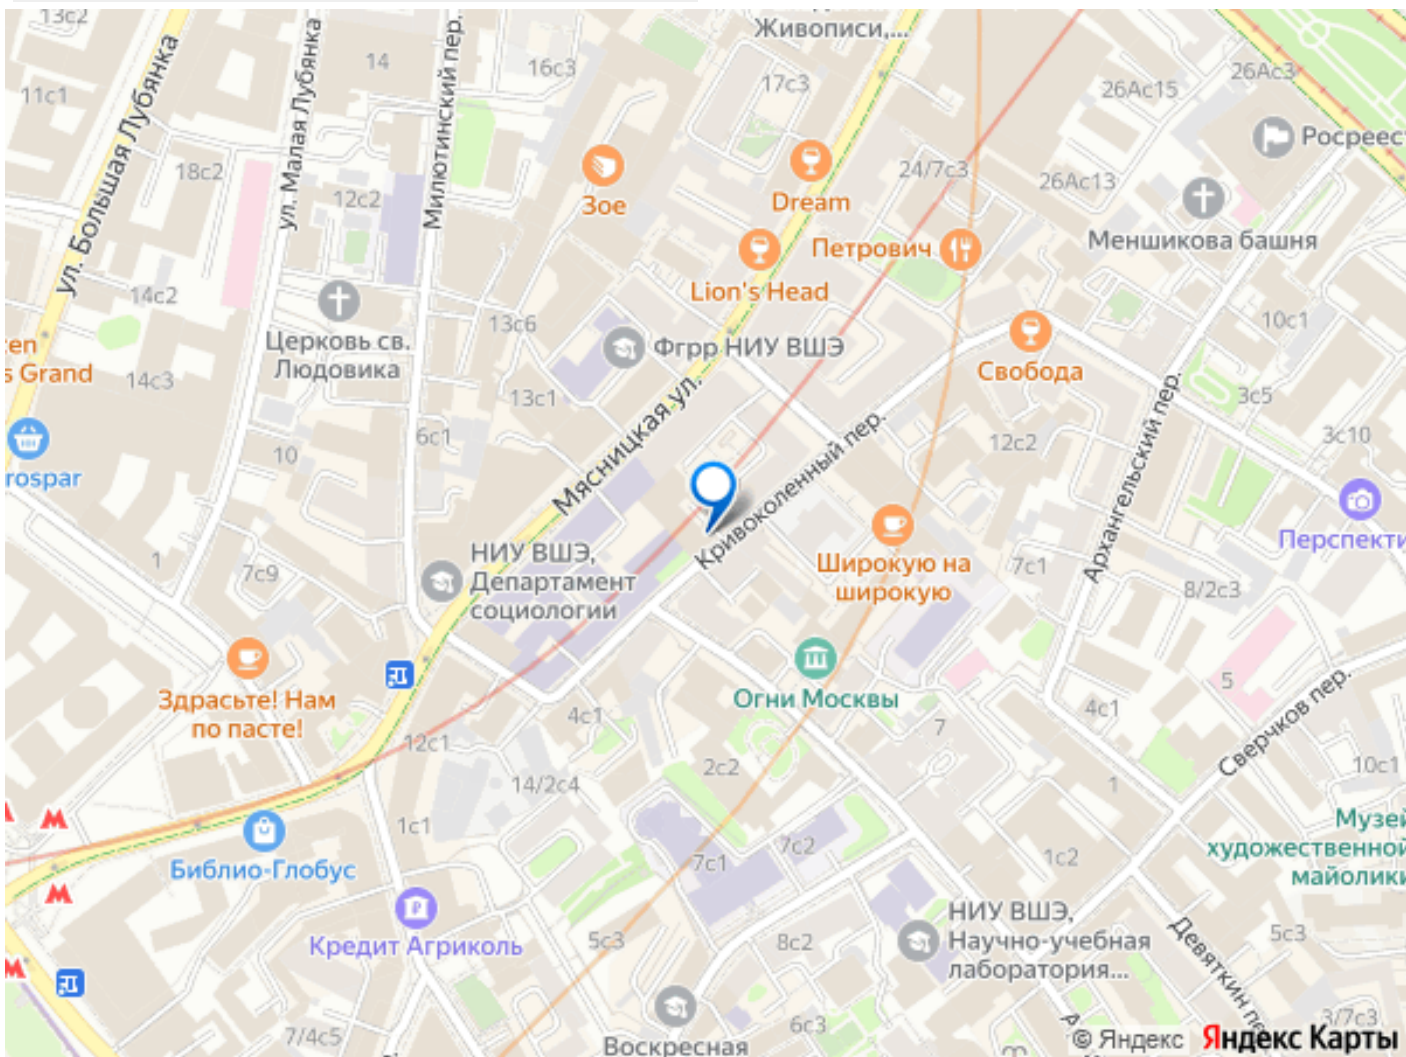 13с2
Живописи,...
14
16с3
17с3
26Ас3
26Ас15
11с1
ул. Большая Лубянка
ул. Малая Лубянка
Милютинский пер.
Росреест
18с2
12с2
Зое
Dream
24/7с3
26Ас13
Меншикова башня
Петрович
Lion's Head
14с2
13с6
10с1
Церковь св.
Людовика
Фгрр НИУ ВШЭ
Свобода
s Grand
14с3
13с1
Мясницкая ул.
3с5
Архангельский пер.
6с1
Кривоколенный пер.
12с2
3с10
10
rospar
Перспекти
1
7с9
НИУ ВШЭ,
Департамент
социологии
Широкую на
широкую
7с1
8/2с3
Здрасьте! Нам
по пасте!
Огни Москвы
5
4с1
7
4с1
Сверчков пер.
12с1
2с2
14/2с4
1
10с1
1с1
Библио-Глобус
7с1
7с2
1с2
Музей
художественной
майолики
Кредит Агриколь
5с3
8с2
НИУ ВШЭ,
Научно-учебная
лаборатория...
5с3
Девяткин пер.
7/4с5
Воскресная
6с3
3/7с3
© Яндекс
Яндекс Карты